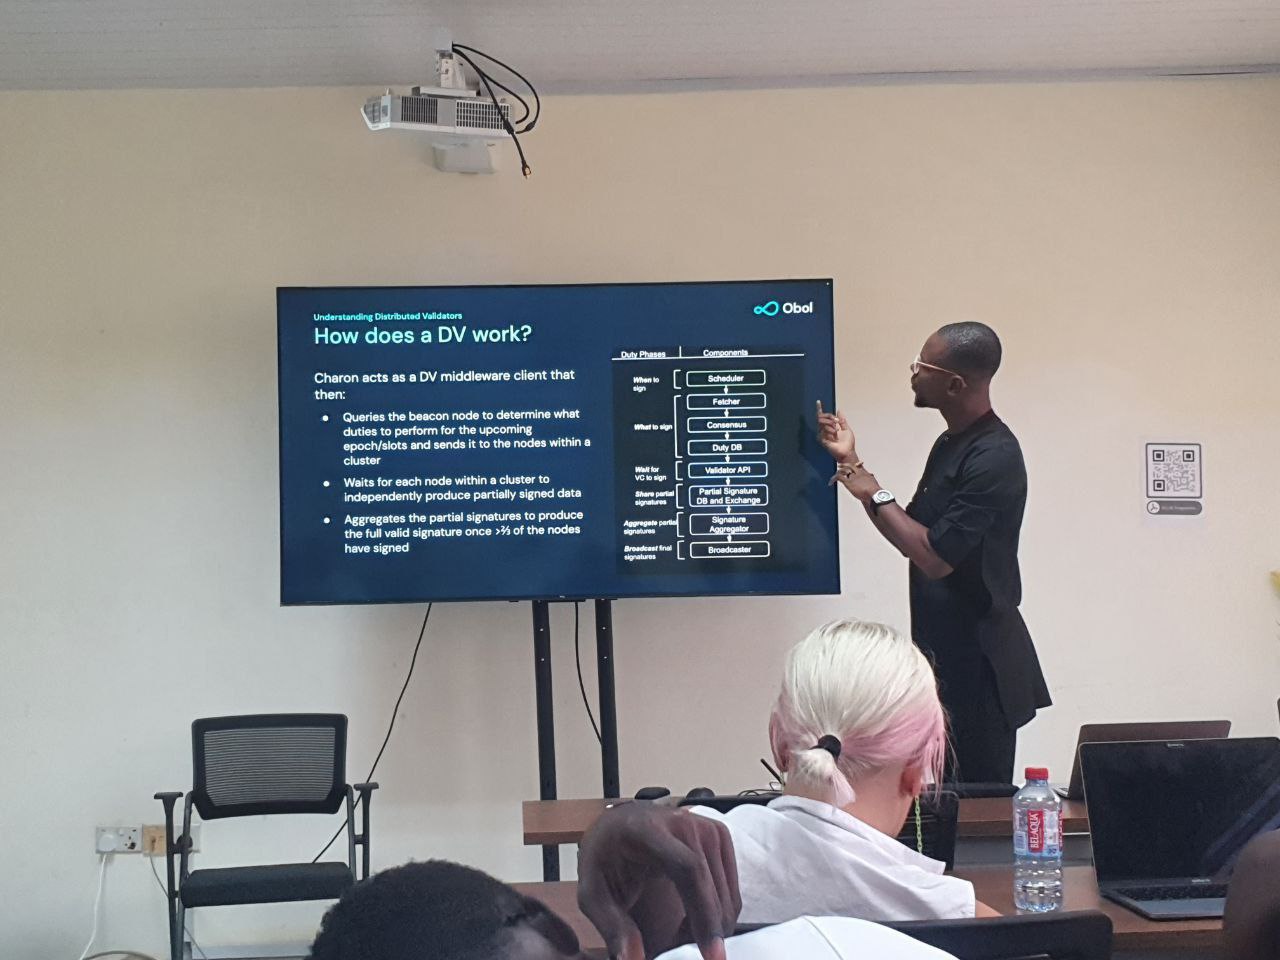 Understanding Distributed Validators
How does a DV work?
Obol
Charon acts as a DV middleware client that
then:
• Queries the beacon node to determine what
duties to perform for the upcoming
epoch/slots and sends it to the nodes within a
cluster
• Waits for each node within a cluster to
independently produce partially signed data
• Aggregates the partial signatures to produce
the full valid signature once >⅔ of the nodes
have signed
Duty Phases
Components
When to
sign
Scheduler
What to sign
Fetcher
Consensus
Duty DB
Wait for
VC to sign
Validator API
Share partial
signatures
Partial Signature
DB and Exchange
Aggregate partial
signatures
Signature
Aggregator
Broadcast final
signatures
Broadcaster
BELAQUA